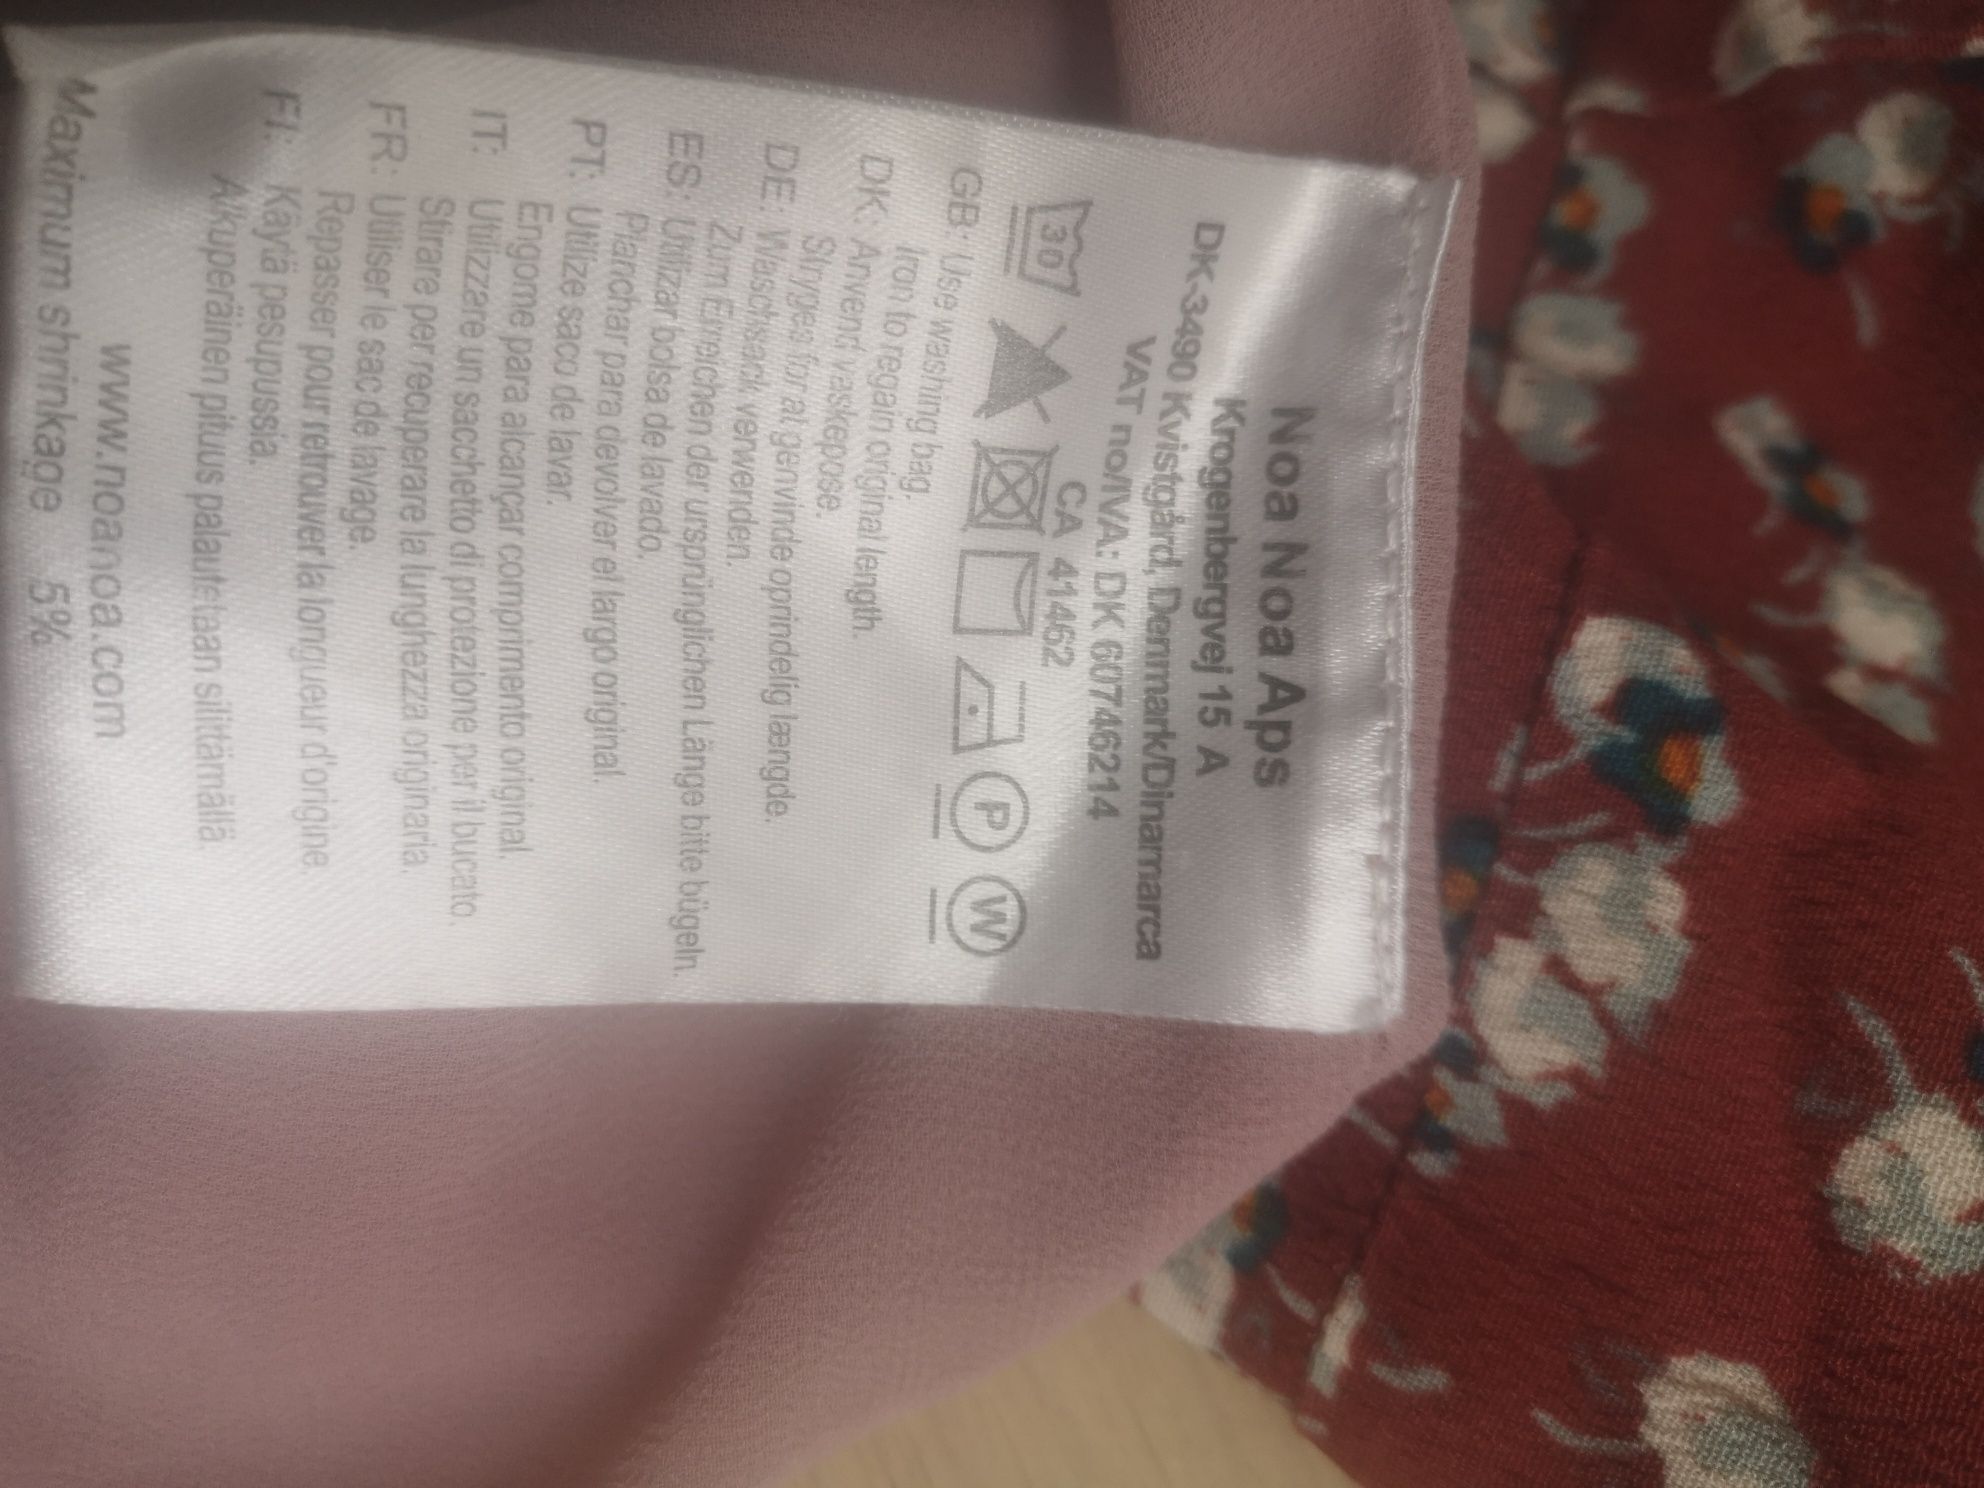 Noa Noa Aps
Krogenbergvej 15 A
DK-3490 Kvistgård, Denmark/Dinamarca
VAT no/IVA: DK 607462 14
CA 41462
30 P W
GB: Use washing bag.
Iron to regain original length.
DK: Anvend vaskepose.
Stryges for at genvinde oprindelig længde.
DE: Waschsack verwenden.
Zum Erreichen der ursprünglichen Länge bitte bügeln.
ES: Utilizar bolsa de lavado.
Planchar para devolver el largo original.
PT: Utilize saco de lavar.
Engome para alcançar comprimento original.
IT: Utilizzare un sacchetto di protezione per il bucato.
Stirare per recuperare la lunghezza originaria.
FR: Utiliser le sac de lavage.
Repasser pour retrouver la longueur d'origine.
FI: Käytä pesupussia.
Alkuperäinen pituus palautetaan silittämällä.
www.noanoa.com
Maximum shrinkage 5%